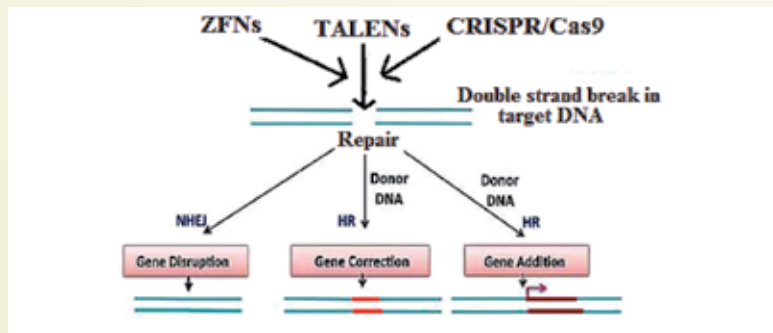 ZFNs TALENs CRISPR/Cas9
Double strand break in
target DNA
Repair
Donor
DNA
Donor
DNA
NHEJ HR HR
Gene Disruption Gene Correction Gene Addition